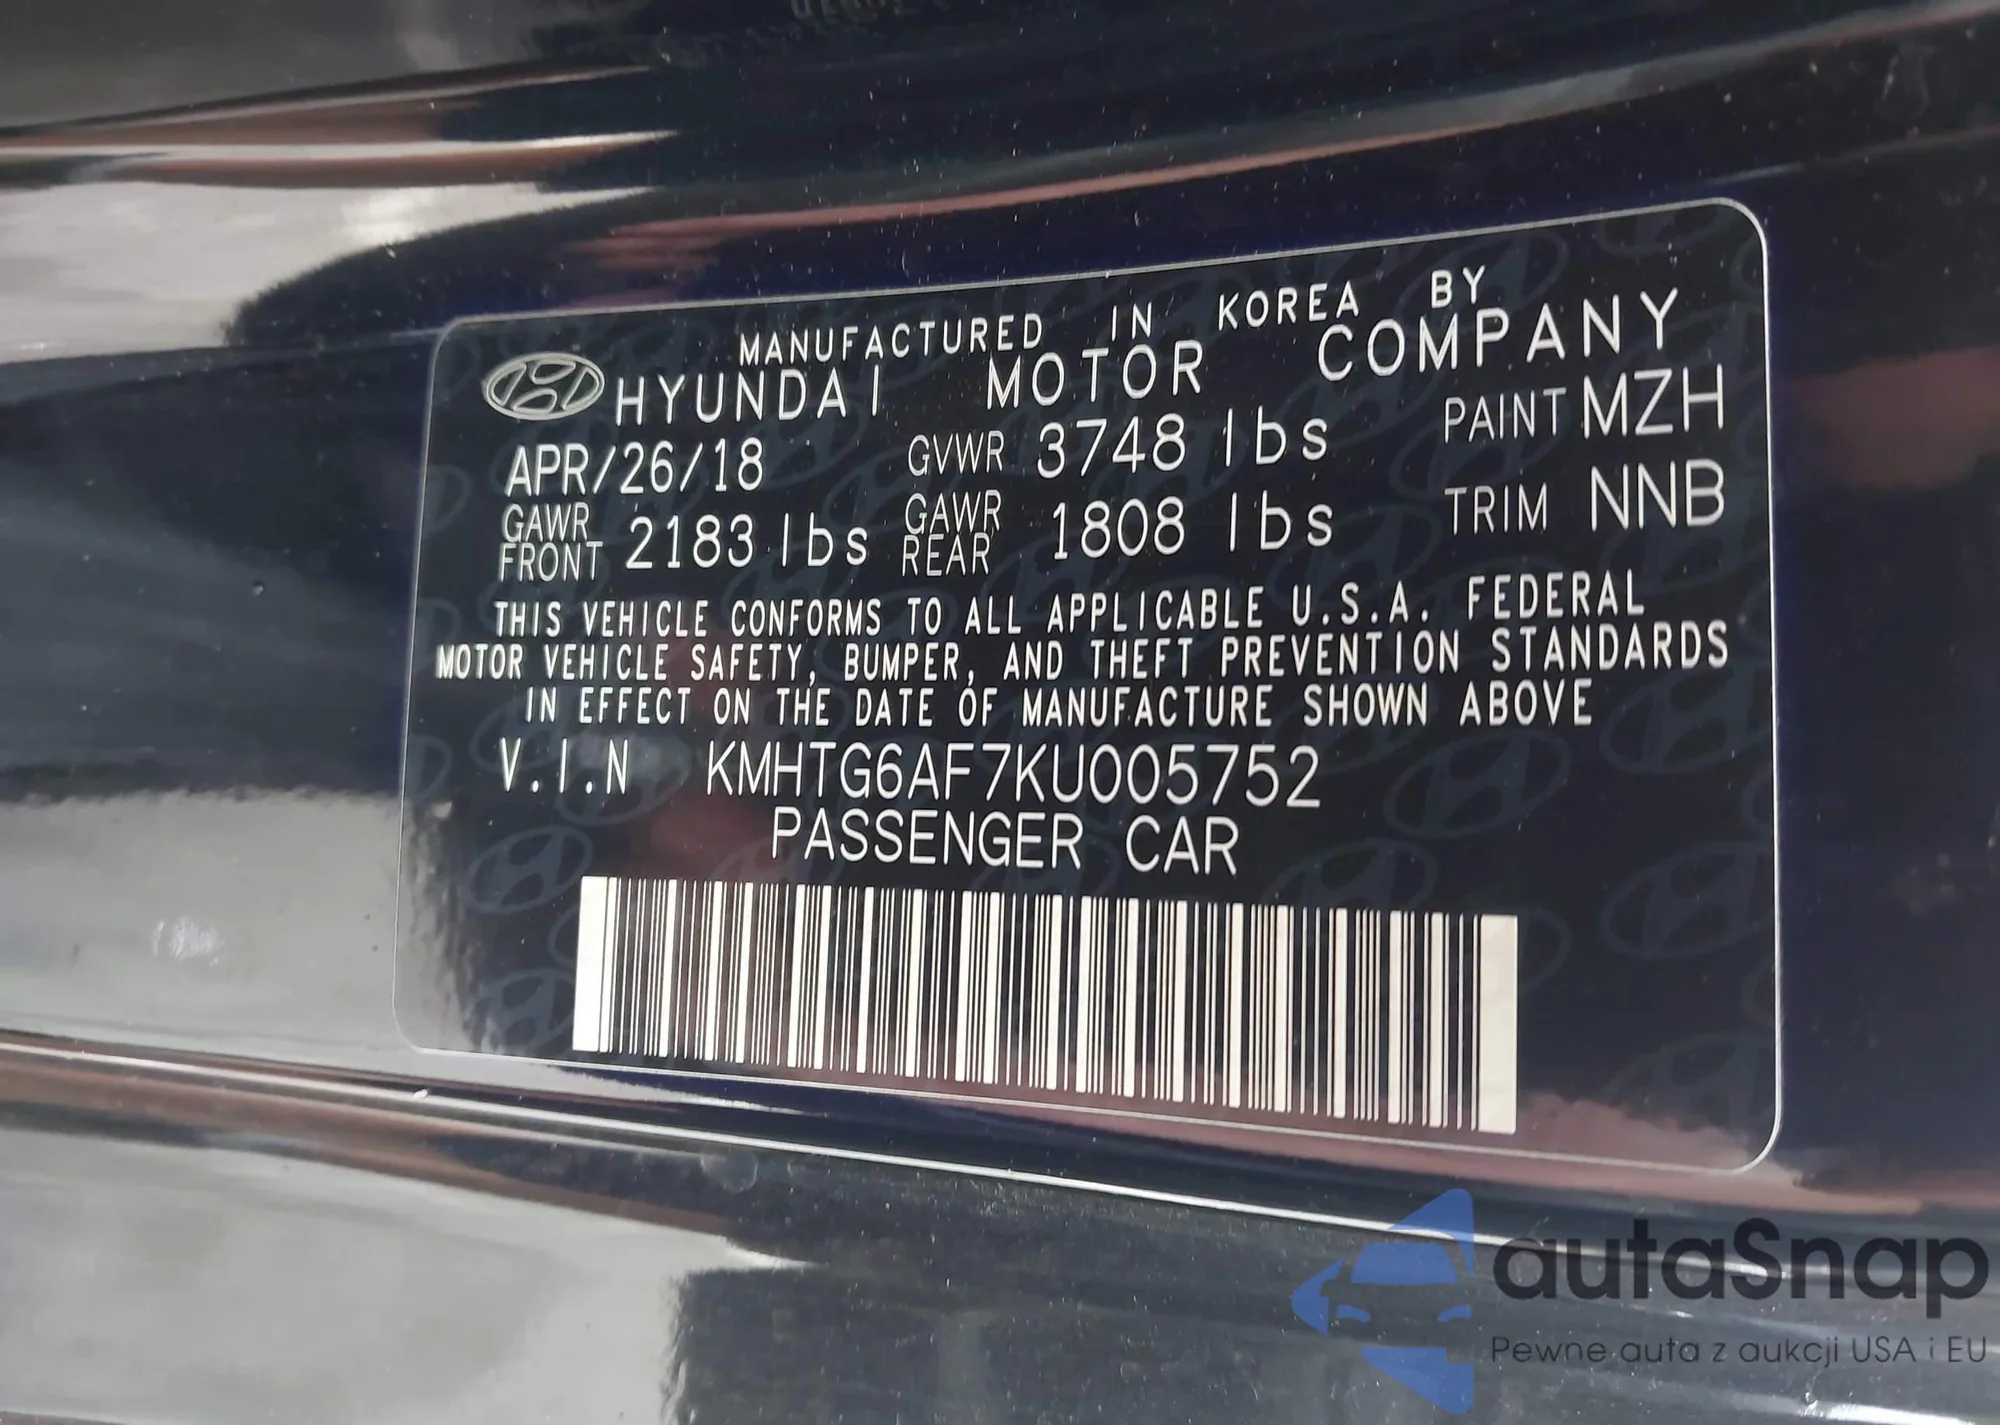 MANUFACTURED IN KOREA BY
HYUNDAI MOTOR COMPANY
APR/26/18 GVWR 3748 lbs PAINT MZH
GAWR FRONT 2183 lbs GAWR REAR 1808 lbs TRIM NNB
THIS VEHICLE CONFORMS TO ALL APPLICABLE U.S.A. FEDERAL
MOTOR VEHICLE SAFETY, BUMPER, AND THEFT PREVENTION STANDARDS
IN EFFECT ON THE DATE OF MANUFACTURE SHOWN ABOVE
V.I.N KMHTG6AF7KU005752
PASSENGER CAR
autaSnap
Pewne auta z aukcji USA i EU